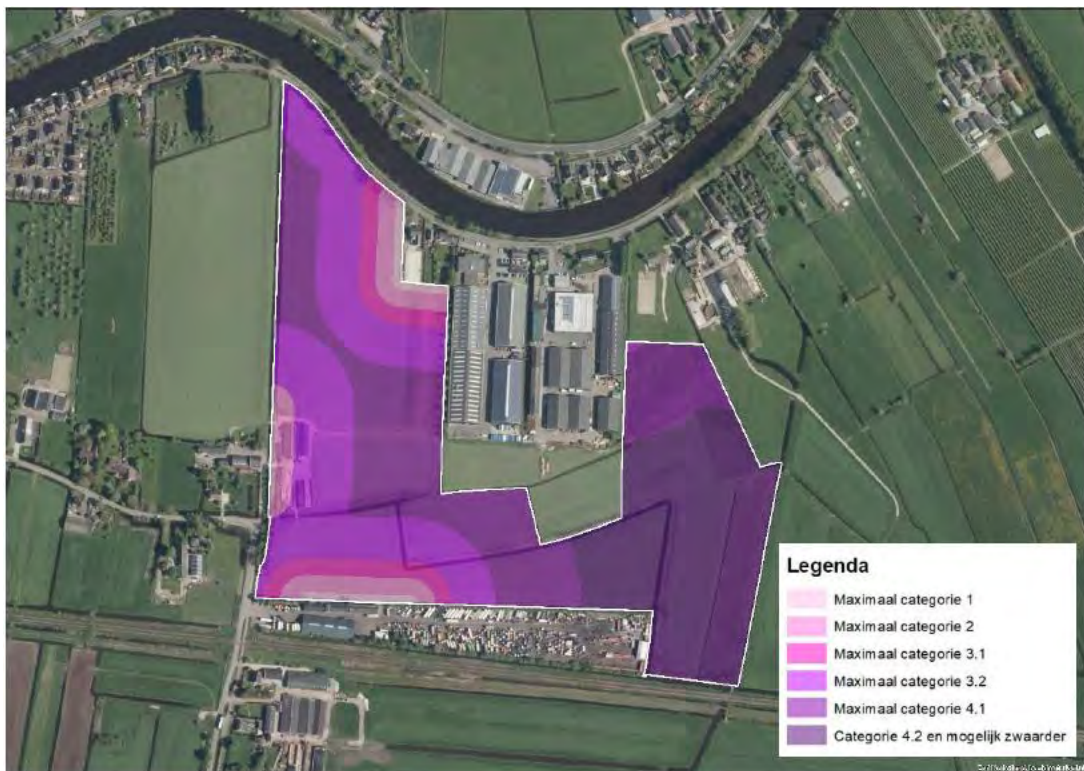 Legenda
Maximaal categorie 1
Maximaal categorie 2
Maximaal categorie 3.1
Maximaal categorie 3.2
Maximaal categorie 4.1
Categorie 4.2 en mogelijk zwaarder